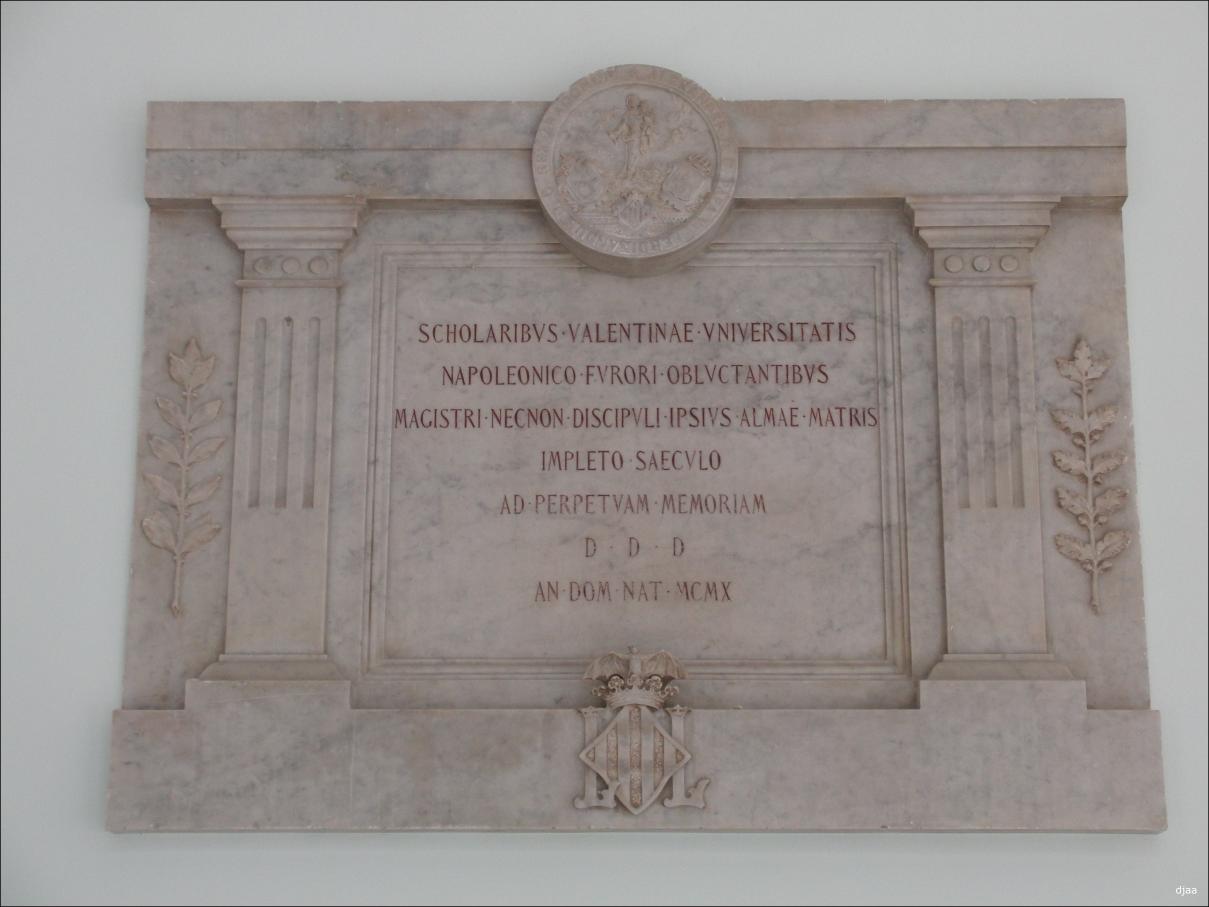 SCHOLARIBVS·VALENTINAE·VNIVERSITATIS
NAPOLEONICO·FVRORI·OBLVCTANTIBVS
MAGISTRI·NECNON·DISCIPVLI·IPSIVS·ALMAE·MATRIS
IMPLETO·SAECVLO
AD·PERPETVAM·MEMORIAM
D·D·D
AN·DOM·NAT·MCMX
L L
djaa